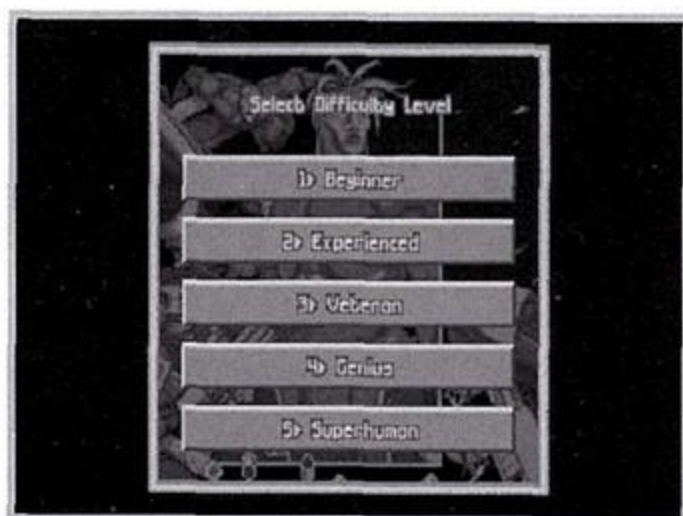 Select Difficulty Level
1> Beginner
2> Experienced
3> Veteran
4> Genius
5> Superhuman